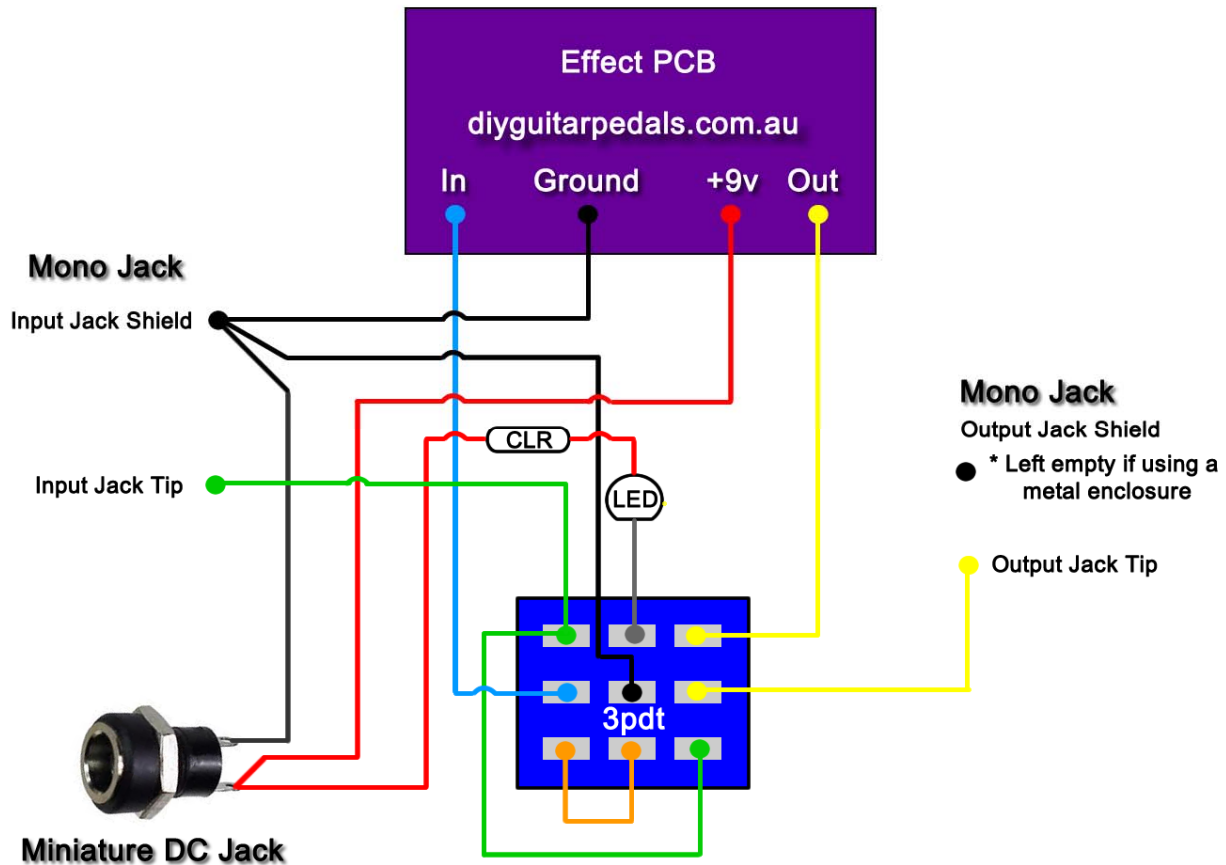 Effect PCB
diyguitarpedals.com.au
In Ground +9v Out
Mono Jack
Input Jack Shield
Mono Jack
Output Jack Shield
* Left empty if using a
metal enclosure
CLR
Input Jack Tip
LED
Output Jack Tip
3pdt
Miniature DC Jack